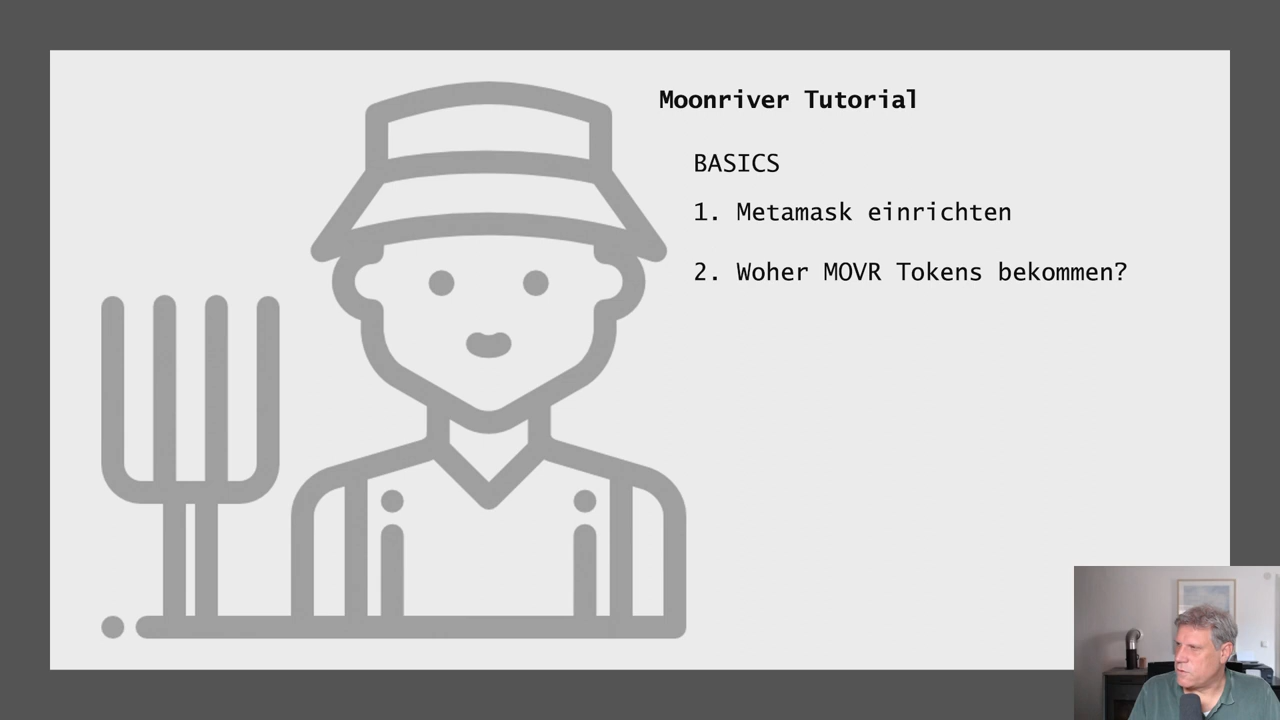 Moonriver Tutorial
BASICS
1. Metamask einrichten
2. Woher MOVR Tokens bekommen?